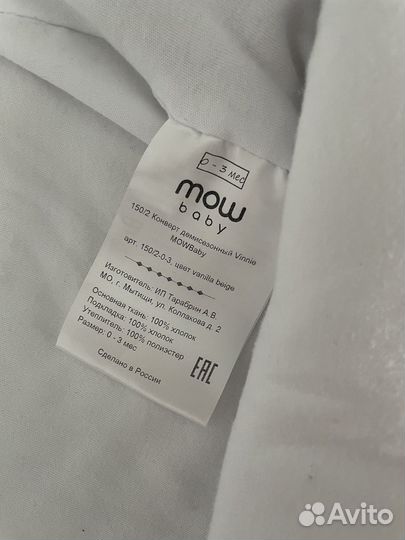 0 - 3 мес
mow
baby
150/2 Конверт демисезонный Vinnie
MOWBaby
арт. 150/2-0-3, цвет vanilla beige
Изготовитель: ИП Тарабрин А.В.
МО, г. Мытищи, ул. Колпакова д. 2
Основная ткань: 100% хлопок
Подкладка: 100% хлопок
Утеплитель: 100% полиэстер
Размер: 0 - 3 мес
Сделано в России
EAC
Avito